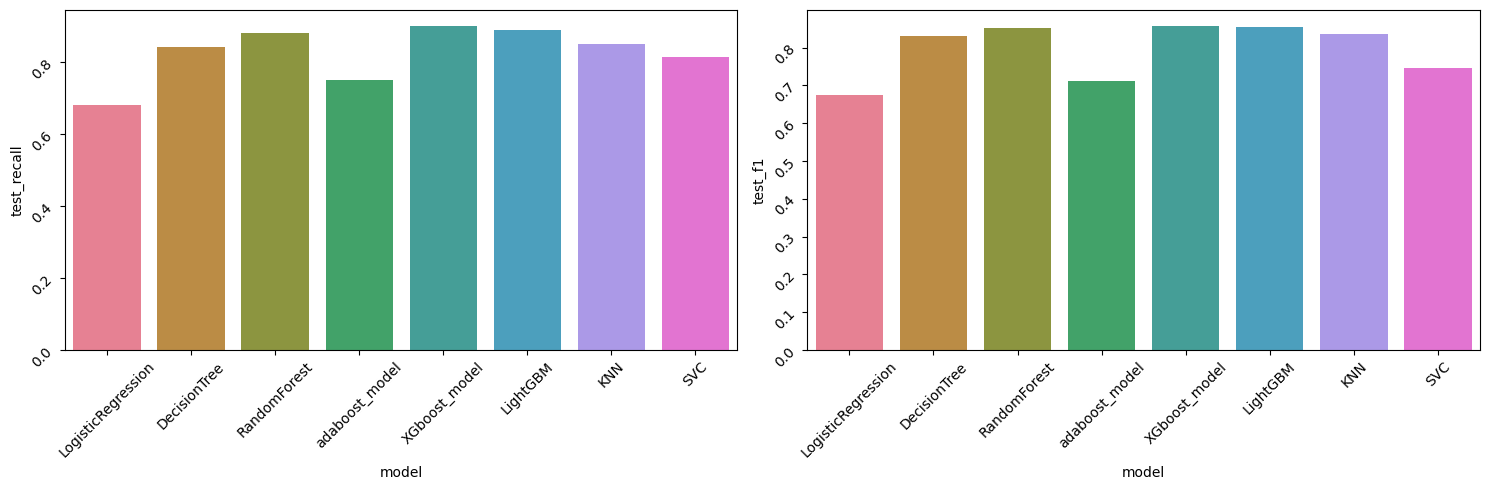 test_recall
0.8
0.6
0.4
0.2
0.0
LogisticRegression
DecisionTree
RandomForest
adaboost_model
XGboost_model
LightGBM
KNN
SVC
model
test_f1
0.8
0.7
0.6
0.5
0.4
0.3
0.2
0.1
0.0
LogisticRegression
DecisionTree
RandomForest
adaboost_model
XGboost_model
LightGBM
KNN
SVC
model